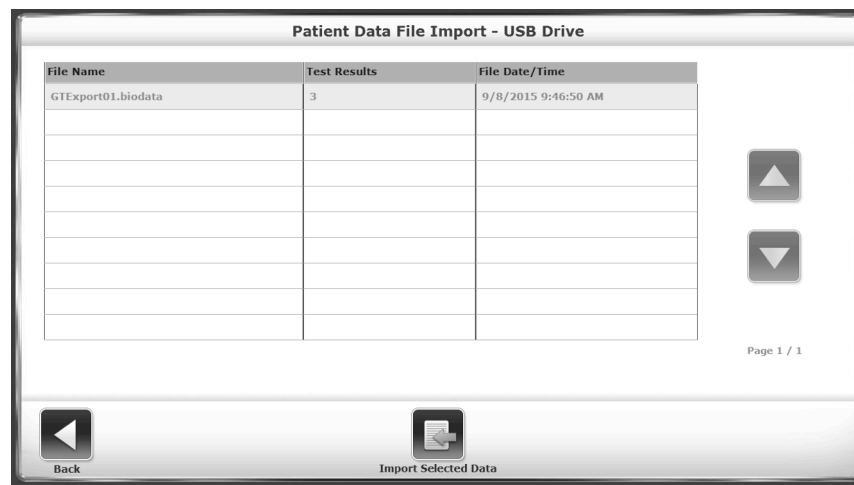 Patient Data File Import - USB Drive
File Name Test Results File Date/Time
GTExport01.biodata 3 9/8/2015 9:46:50 AM
Page 1 / 1
Back Import Selected Data